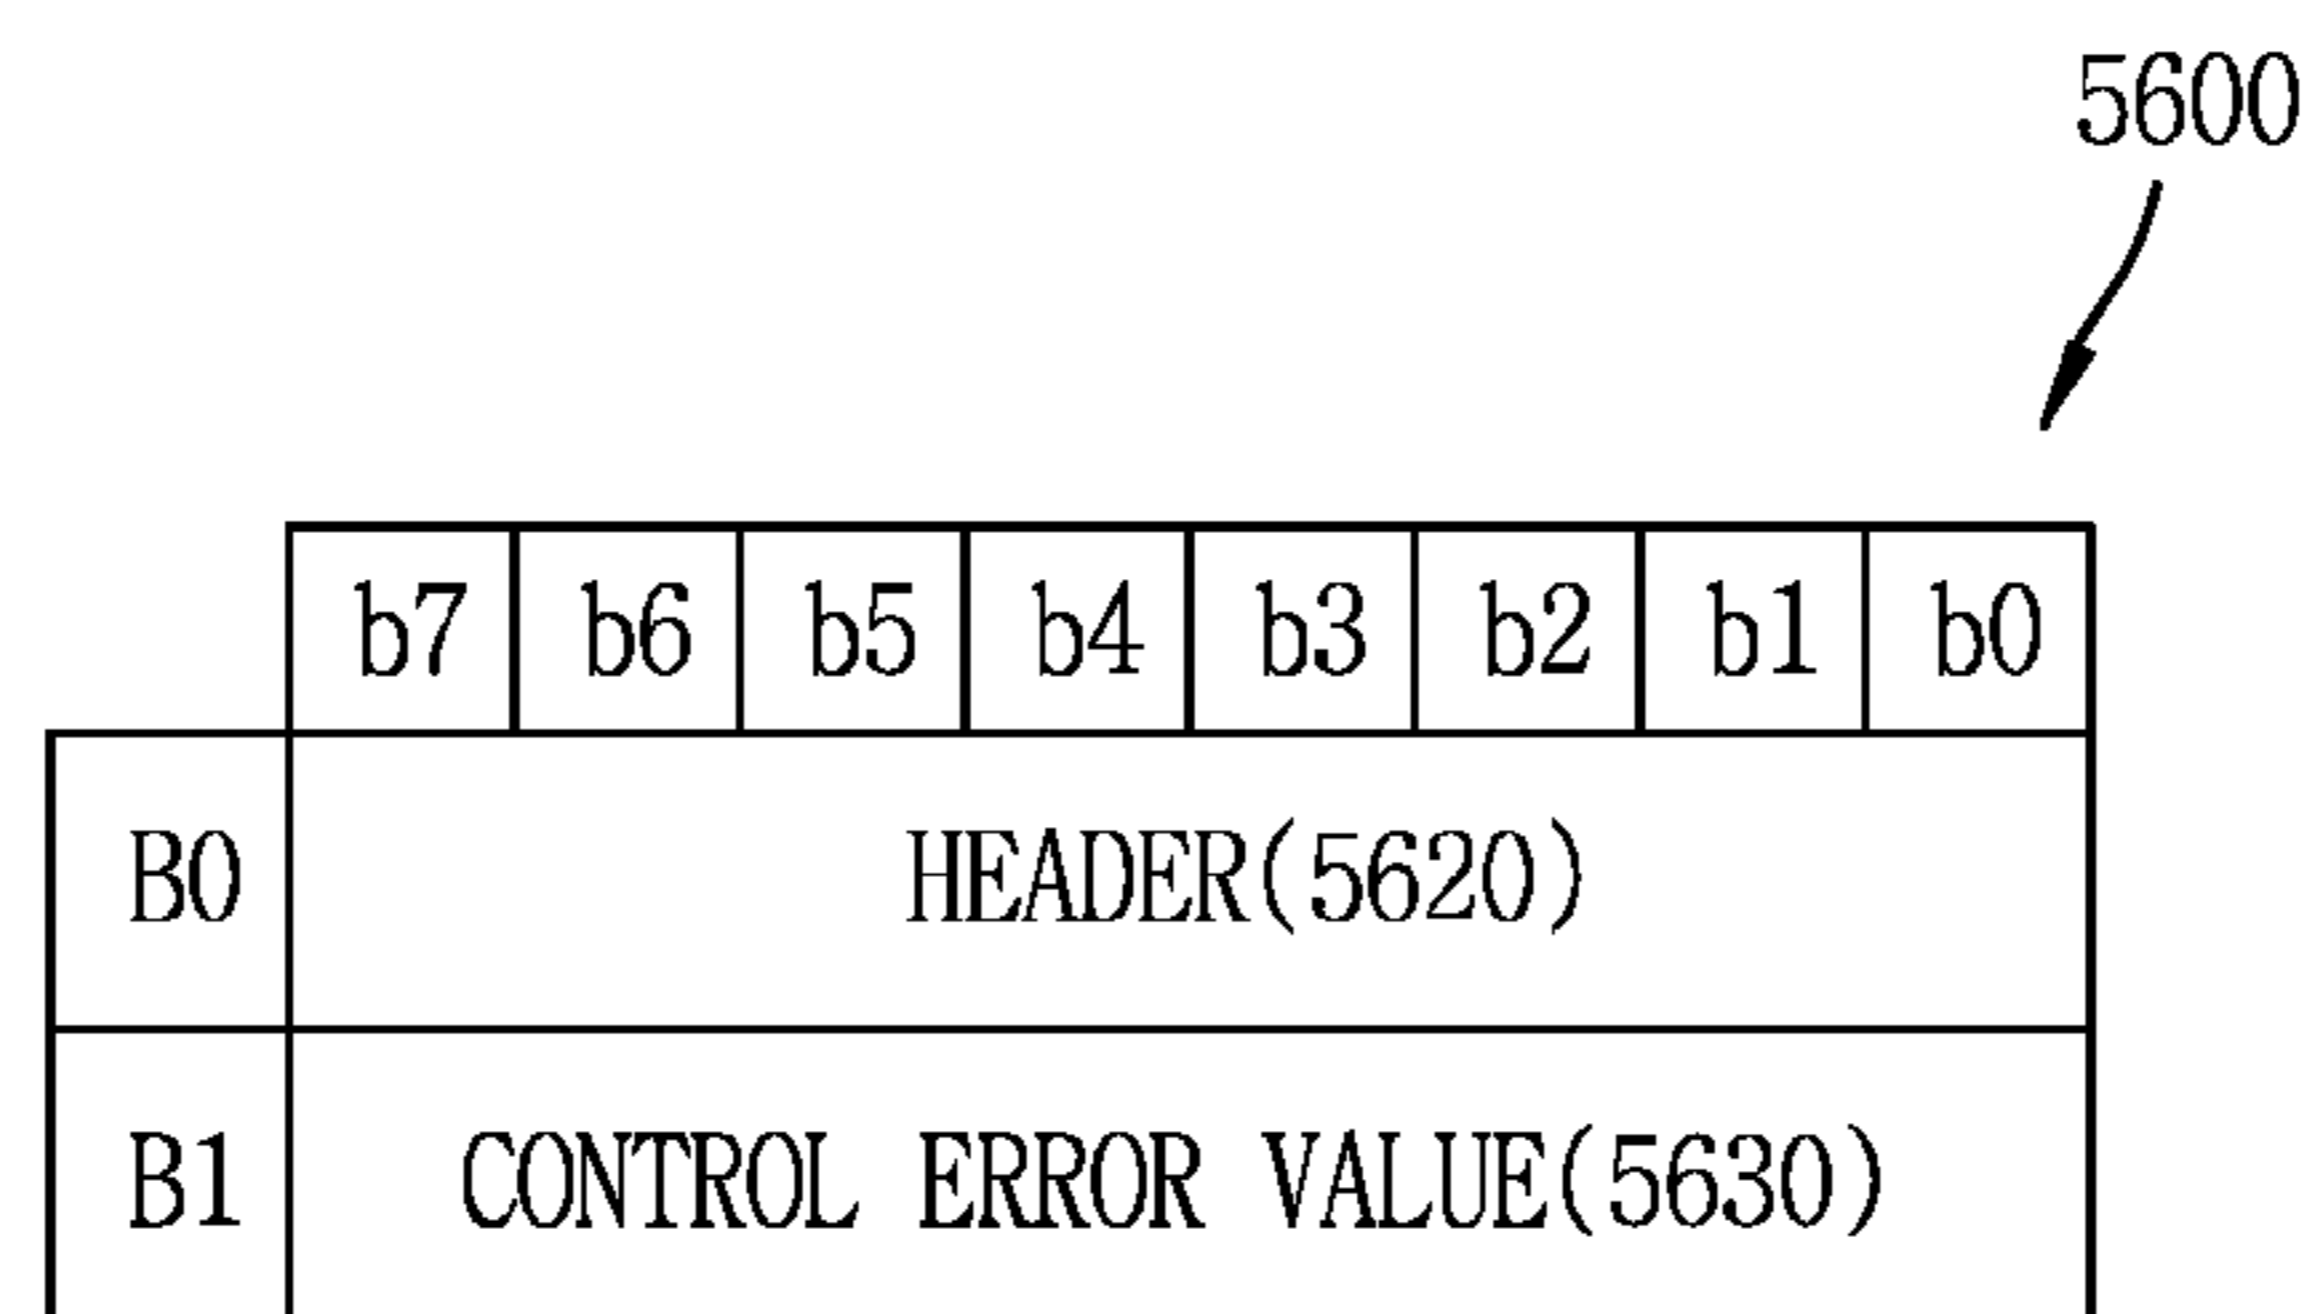 5600
b7 b6 b5 b4 b3 b2 b1 b0
B0 HEADER(5620)
B1 CONTROL ERROR VALUE(5630)